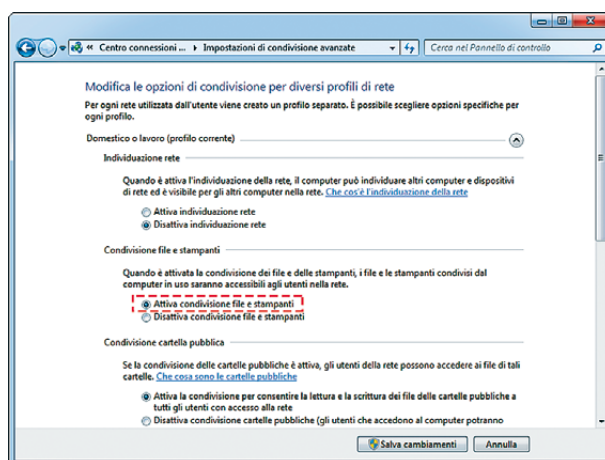 « Centro connessioni ... Impostazioni di condivisione avanzate Cerca nel Pannello di controllo
Modifica le opzioni di condivisione per diversi profili di rete
Per ogni rete utilizzata dall'utente viene creato un profilo separato. È possibile scegliere opzioni specifiche per
ogni profilo.
Domestico o lavoro (profilo corrente)
Individuazione rete
Quando è attiva l'individuazione della rete, il computer può individuare altri computer e dispositivi
di rete ed è visibile per gli altri computer nella rete. Che cos'è l'individuazione della rete
Attiva individuazione rete
Disattiva individuazione rete
Condivisione file e stampanti
Quando è attivata la condivisione dei file e delle stampanti, i file e le stampanti condivisi dal
computer in uso saranno accessibili agli utenti nella rete.
Attiva condivisione file e stampanti
Disattiva condivisione file e stampanti
Condivisione cartella pubblica
Se la condivisione delle cartelle pubbliche è attiva, gli utenti della rete possono accedere ai file di tali
cartelle. Che cosa sono le cartelle pubbliche
Attiva la condivisione per consentire la lettura e la scrittura dei file delle cartelle pubbliche a
tutti gli utenti con accesso alla rete
Disattiva condivisione cartelle pubbliche (gli utenti che accedono al computer potranno
Salva cambiamenti Annulla